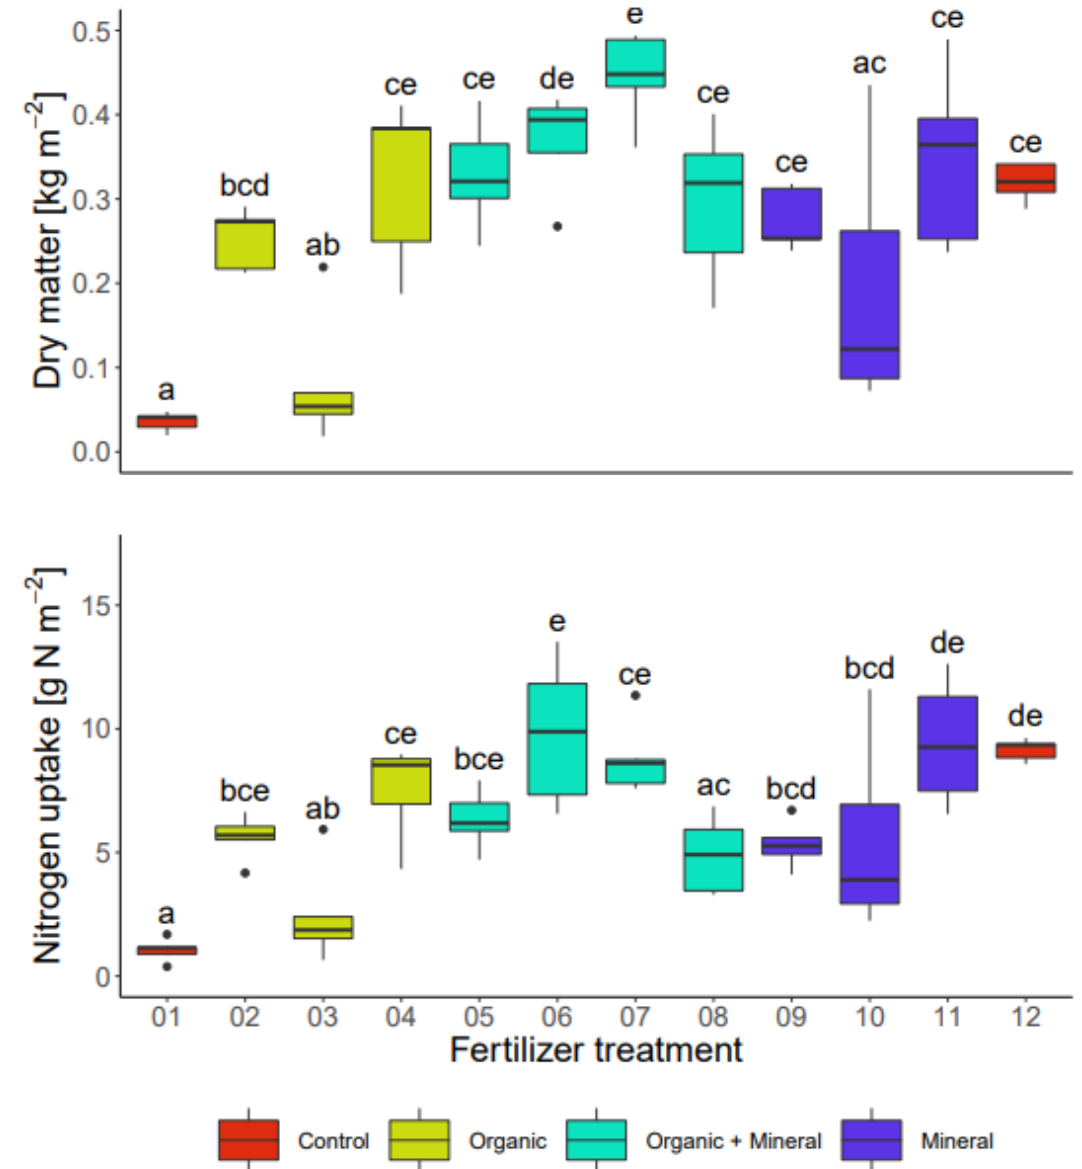 Dry matter [kg m−2]
0.5
0.4
0.3
0.2
0.1
0.0
a
bcd
ab
ce
ce
de
e
ce
ce
ac
ce
ce
Nitrogen uptake [g N m−2]
15
10
5
0
a
bce
ab
ce
bce
e
ce
ac
bcd
bcd
de
de
01 02 03 04 05 06 07 08 09 10 11 12
Fertilizer treatment
Control Organic Organic + Mineral Mineral